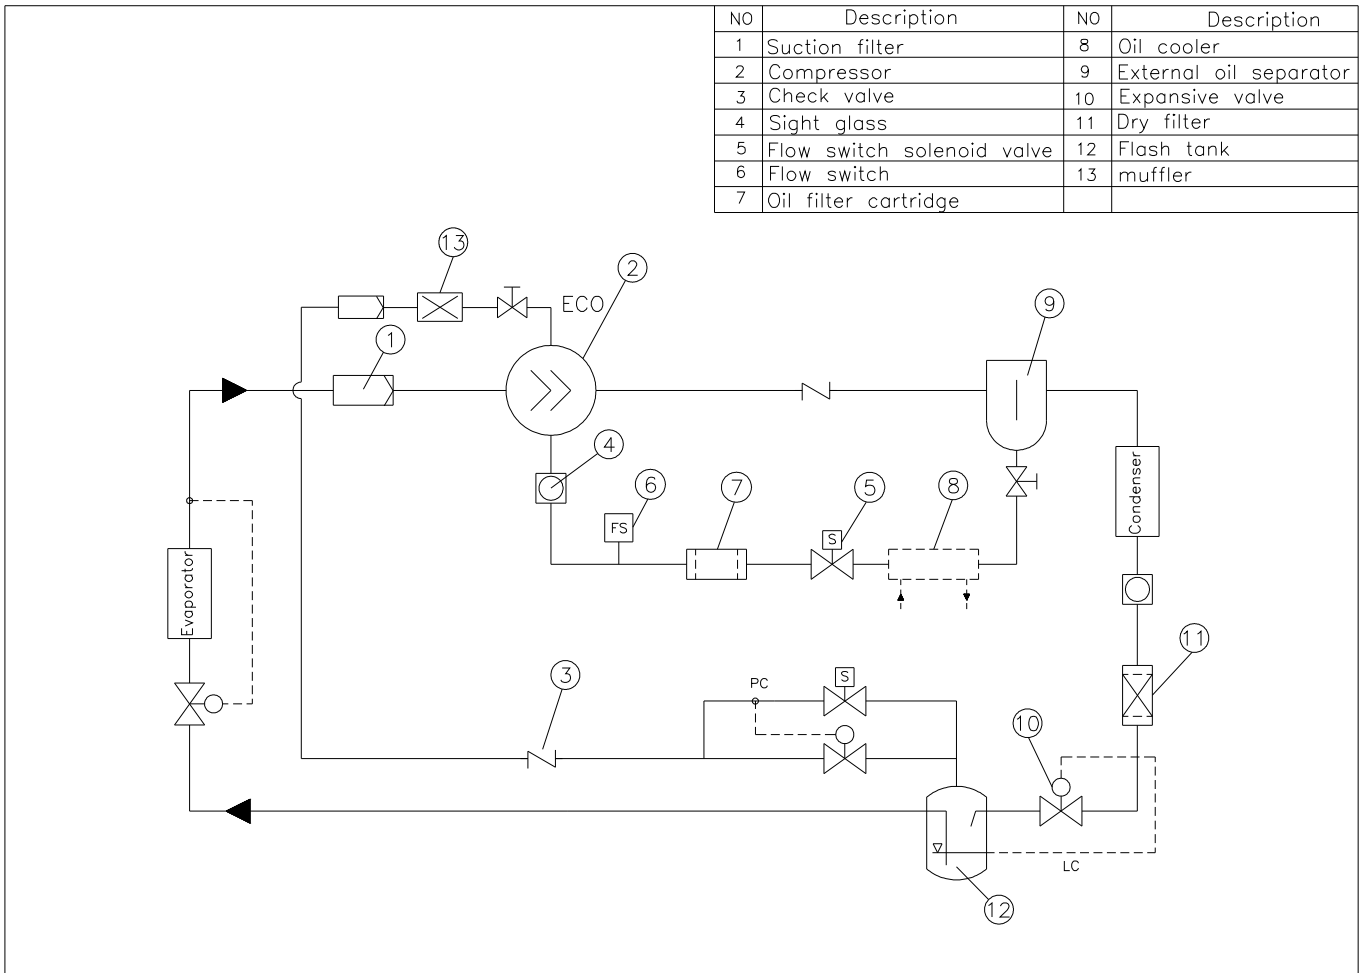 NO Description NO Description
1 Suction filter 8 Oil cooler
2 Compressor 9 External oil separator
3 Check valve 10 Expansive valve
4 Sight glass 11 Dry filter
5 Flow switch solenoid valve 12 Flash tank
6 Flow switch 13 muffler
7 Oil filter cartridge
13
2
ECO
9
1
4
6
7
5
8
FS
S
Condenser
Evaporator
11
3
PC
S
10
LC
12